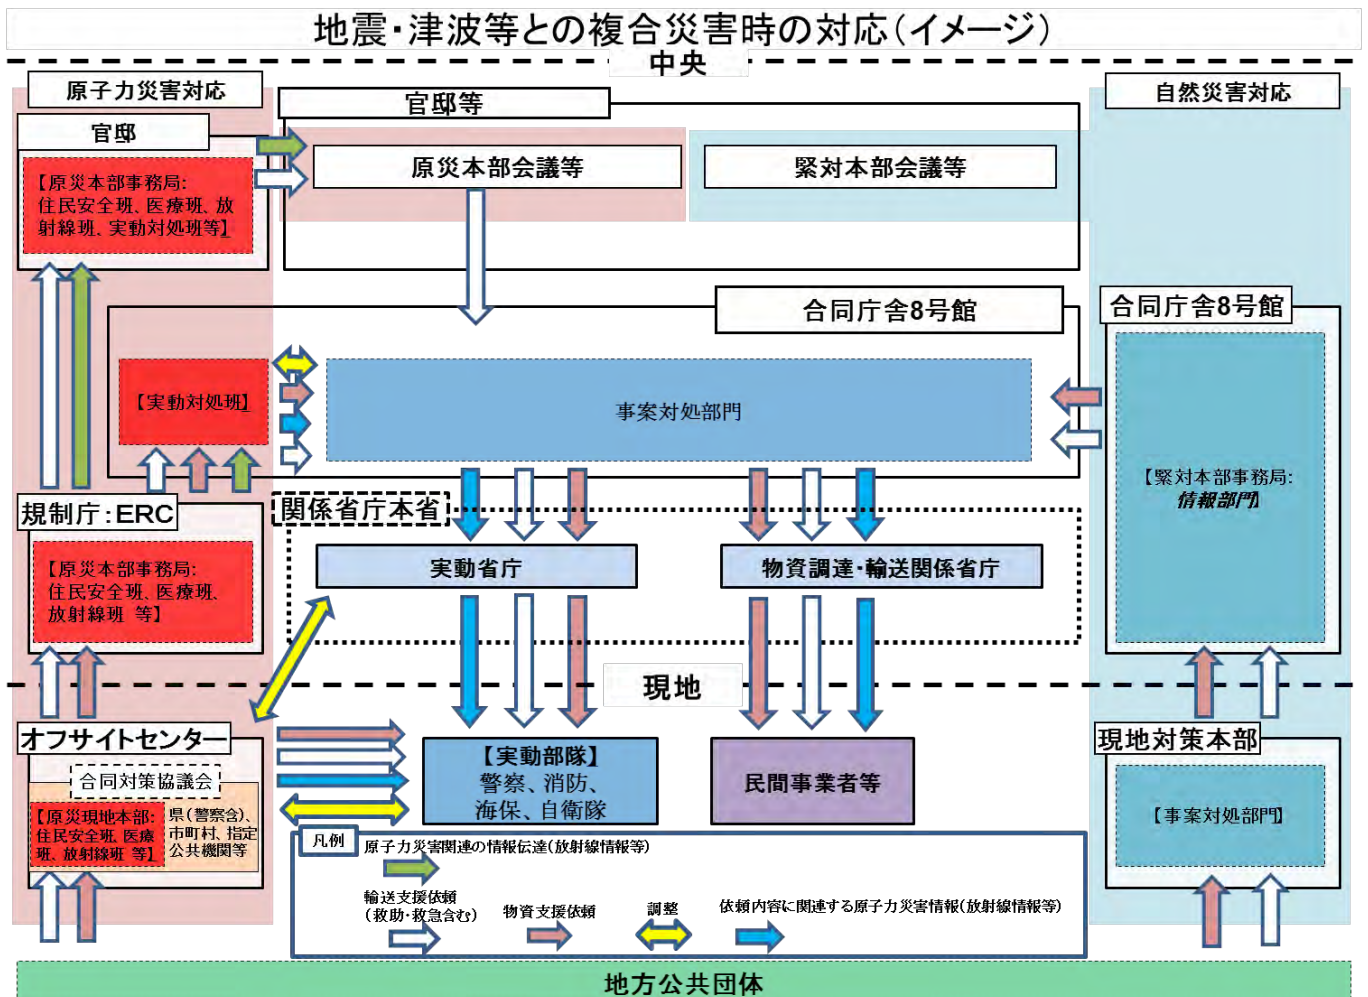 地震・津波等との複合災害時の対応（イメージ）
中央
原子力災害対応
官邸等
自然災害対応
官邸
原災本部会議等
緊対本部会議等
【原災本部事務局:
住民安全班、医療班、放
射線班、実動対処班等】
合同庁舎8号館
合同庁舎8号館
【実動対処班】
事案対処部門
【緊対本部事務局:
情報部門】
規制庁:ERC
関係省庁本省
【原災本部事務局:
住民安全班、医療班、
放射線班 等】
実動省庁
物資調達・輸送関係省庁
現地
オフサイトセンター
現地対策本部
合同対策協議会
【原災現地本部:
住民安全班、医療
班、放射線班 等】
県(警察含)、
市町村、指定
公共機関等
【実動部隊】
警察、消防、
海保、自衛隊
民間事業者等
【事案対処部門】
凡例
原子力災害関連の情報伝達(放射線情報等)
輸送支援依頼
(救助・救急含む)
物資支援依頼
調整
依頼内容に関連する原子力災害情報(放射線情報等)
地方公共団体